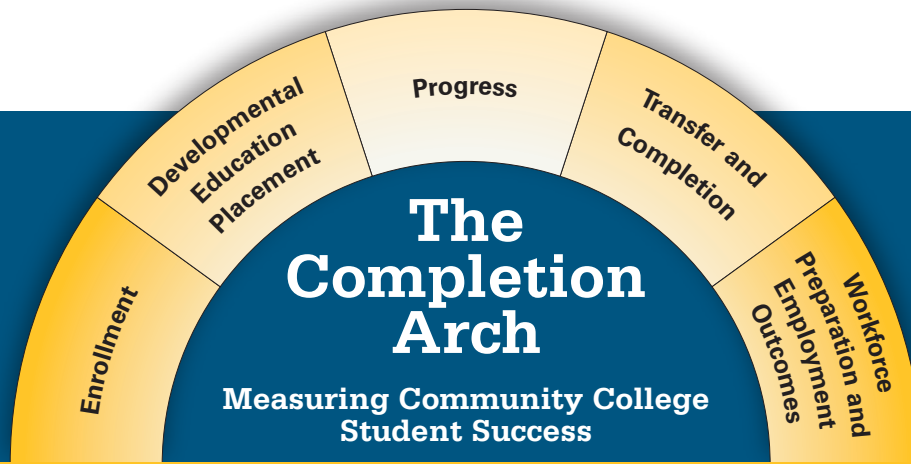 Enrollment
Developmental
Education
Placement
Progress
Transfer and
Completion
Workforce
Preparation and
Employment
Outcomes
The
Completion
Arch
Measuring Community College
Student Success